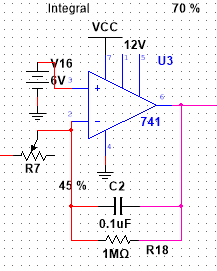 Integral 70 %
VCC
12V
U3
V16
6V
7
1
5
3
2
6
4
741
R7
45 %
C2
0.1uF
R18
1MΩ